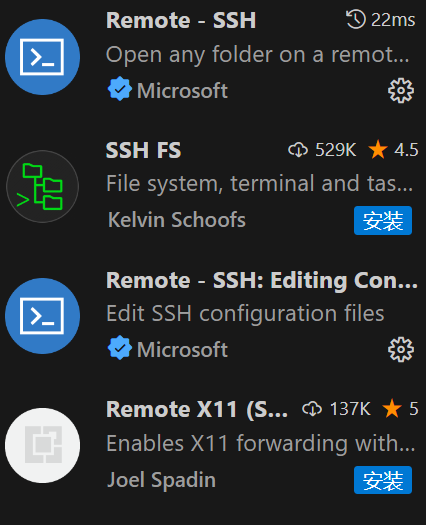 Remote - SSH 22ms
Open any folder on a remot...
Microsoft
SSH FS 529K 4.5
File system, terminal and tas...
Kelvin Schoofs 安装
Remote - SSH: Editing Con...
Edit SSH configuration files
Microsoft
Remote X11 (S... 137K 5
Enables X11 forwarding with...
Joel Spadin 安装